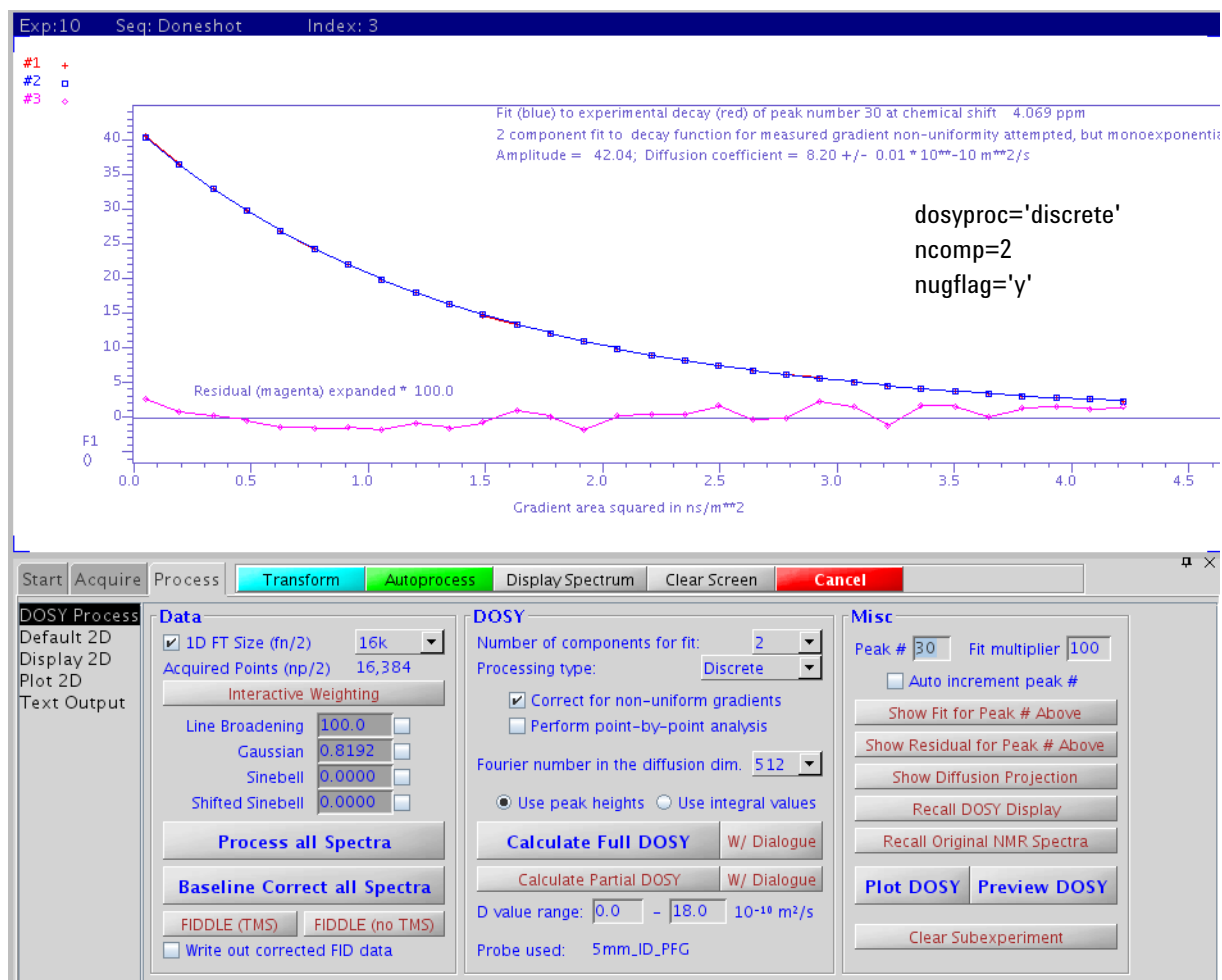 Exp:10 Seq: Doneshot Index: 3
#1
#2
#3
Fit (blue) to experimental decay (red) of peak number 30 at chemical shift 4.069 ppm
2 component fit to decay function for measured gradient non-uniformity attempted, but monoexponentia
Amplitude = 42.04; Diffusion coefficient = 8.20 +/- 0.01 * 10**-10 m**2/s
dosyproc='discrete'
ncomp=2
nugflag='y'
40
35
30
25
20
15
10
5
0
Residual (magenta) expanded * 100.0
F1
()
0.0 0.5 1.0 1.5 2.0 2.5 3.0 3.5 4.0 4.5
Gradient area squared in ns/m**2
Start Acquire Process Transform Autoprocess Display Spectrum Clear Screen Cancel
DOSY Process
Default 2D
Display 2D
Plot 2D
Text Output
Data
1D FT Size (fn/2) 16k
Acquired Points (np/2) 16,384
Interactive Weighting
Line Broadening 100.0
Gaussian 0.8192
Sinebell 0.0000
Shifted Sinebell 0.0000
Process all Spectra
Baseline Correct all Spectra
FIDDLE (TMS) FIDDLE (no TMS)
Write out corrected FID data
DOSY
Number of components for fit: 2
Processing type: Discrete
Correct for non-uniform gradients
Perform point-by-point analysis
Fourier number in the diffusion dim. 512
Use peak heights Use integral values
Calculate Full DOSY W/ Dialogue
Calculate Partial DOSY W/ Dialogue
D value range: 0.0 - 18.0 10⁻¹⁰ m²/s
Probe used: 5mm_ID_PFG
Misc
Peak # 30 Fit multiplier 100
Auto increment peak #
Show Fit for Peak # Above
Show Residual for Peak # Above
Show Diffusion Projection
Recall DOSY Display
Recall Original NMR Spectra
Plot DOSY Preview DOSY
Clear Subexperiment